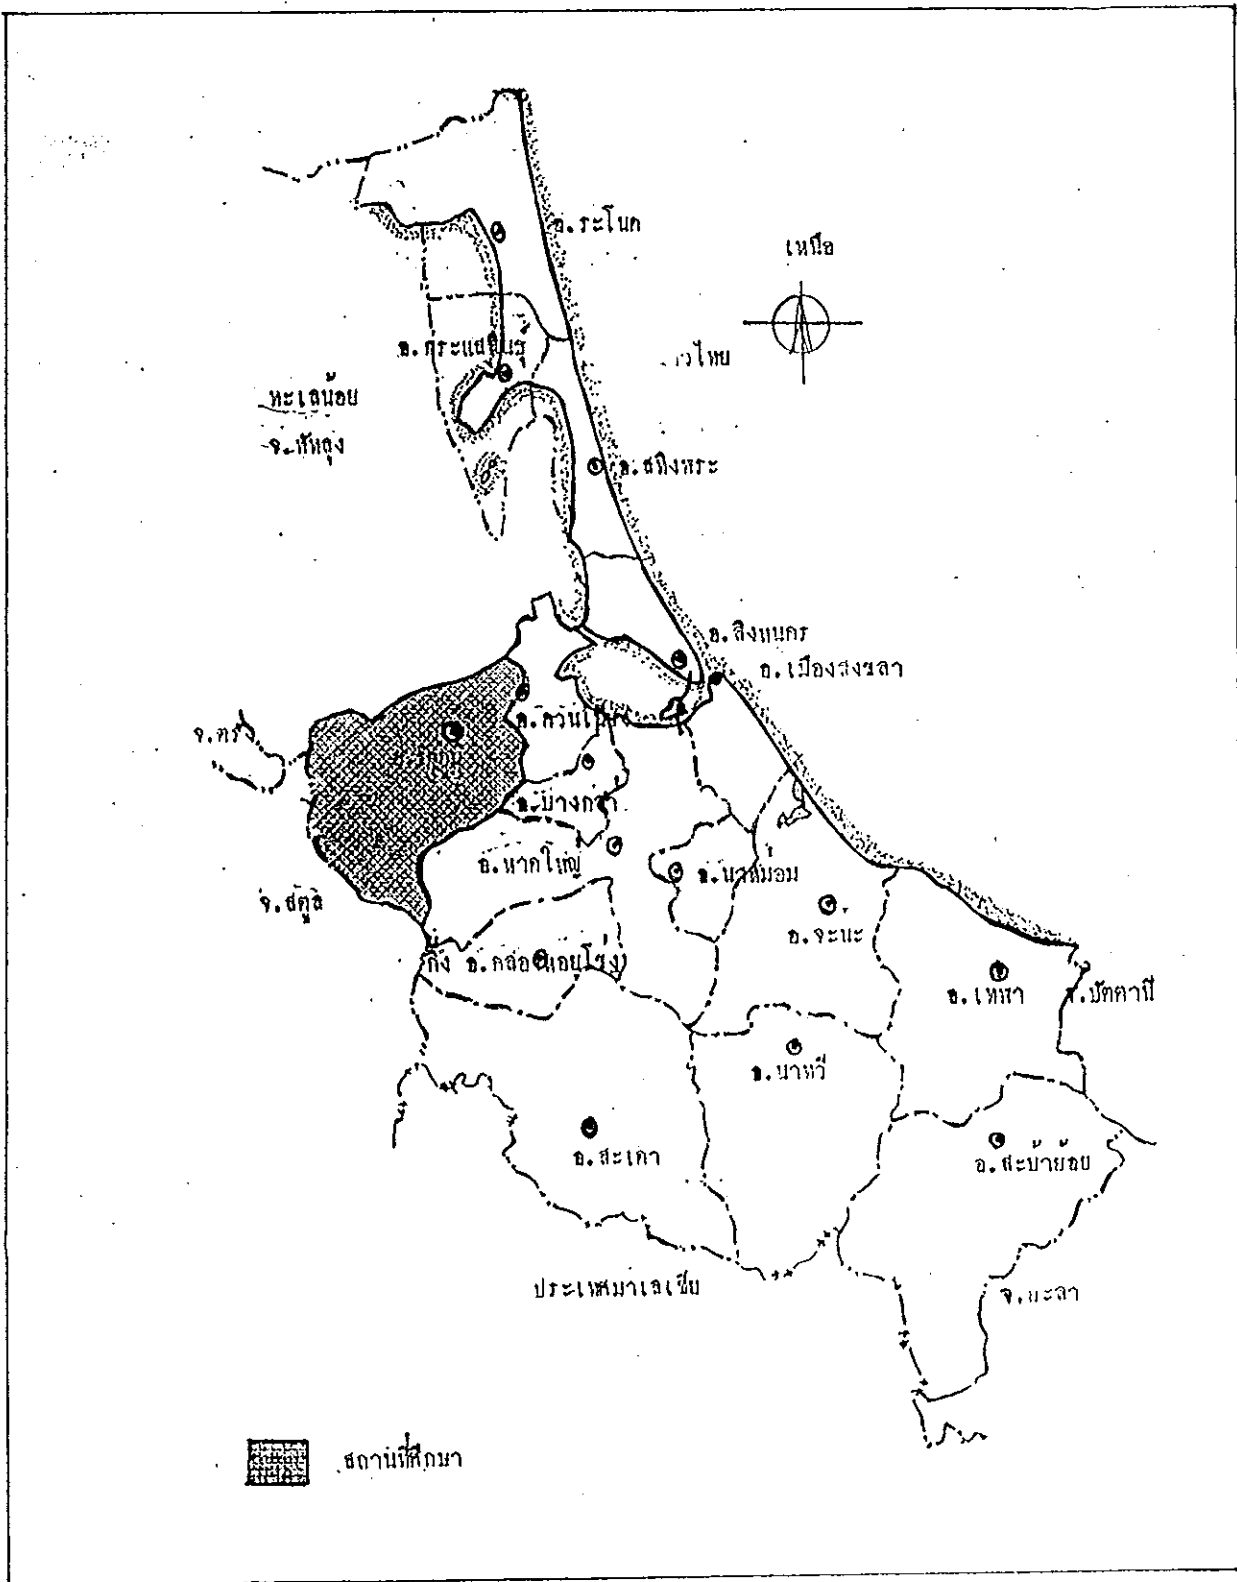 อ.ระโนด
เหนือ
อ.กระแสสินธุ์
วไทย
ทะเลน้อย
จ.พัทลุง
อ.สทิงพระ
อ.สิงหนคร
อ.เมืองสงขลา
จ.ตรัง
อ.ควนเนียง
อ.บางกล่ำ
อ.หาดใหญ่
อ.นาหม่อม
จ.สตูล
อ.จะนะ
กิ่ง อ.คลองหอยโข่ง
อ.เทพา
จ.ปัตตานี
อ.นาทวี
อ.สะเดา
อ.สะบ้าย้อย
ประเทศมาเลเซีย
จ.ยะลา
สถานที่ศึกษา